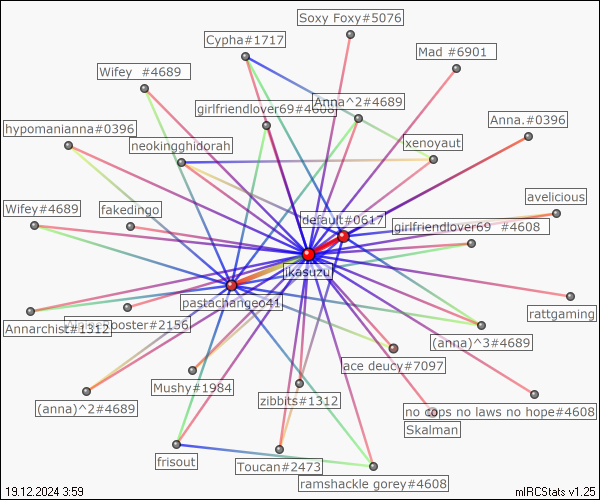 Soxy Foxy#5076
Cypha#1717
Mad #6901
Wifey #4689
Anna^2#4689
girlfriendlover69#4608
Anna.#0396
hypomanianna#0396
neokingghidorah
xenoyaut
avelicious
Wifey#4689
fakedingo
default#0617
girlfriendlover69 #4608
ikasuzu
pastachangeo41
rattgaming
Annarchist#1312
#2156
(anna)^3#4689
ace deucy#7097
Mushy#1984
(anna)^2#4689
zibbits#1312
no cops no laws no hope#4608
Skalman
frisout
Toucan#2473
ramshackle gorey#4608
19.12.2024 3:59
mIRCStats v1.25